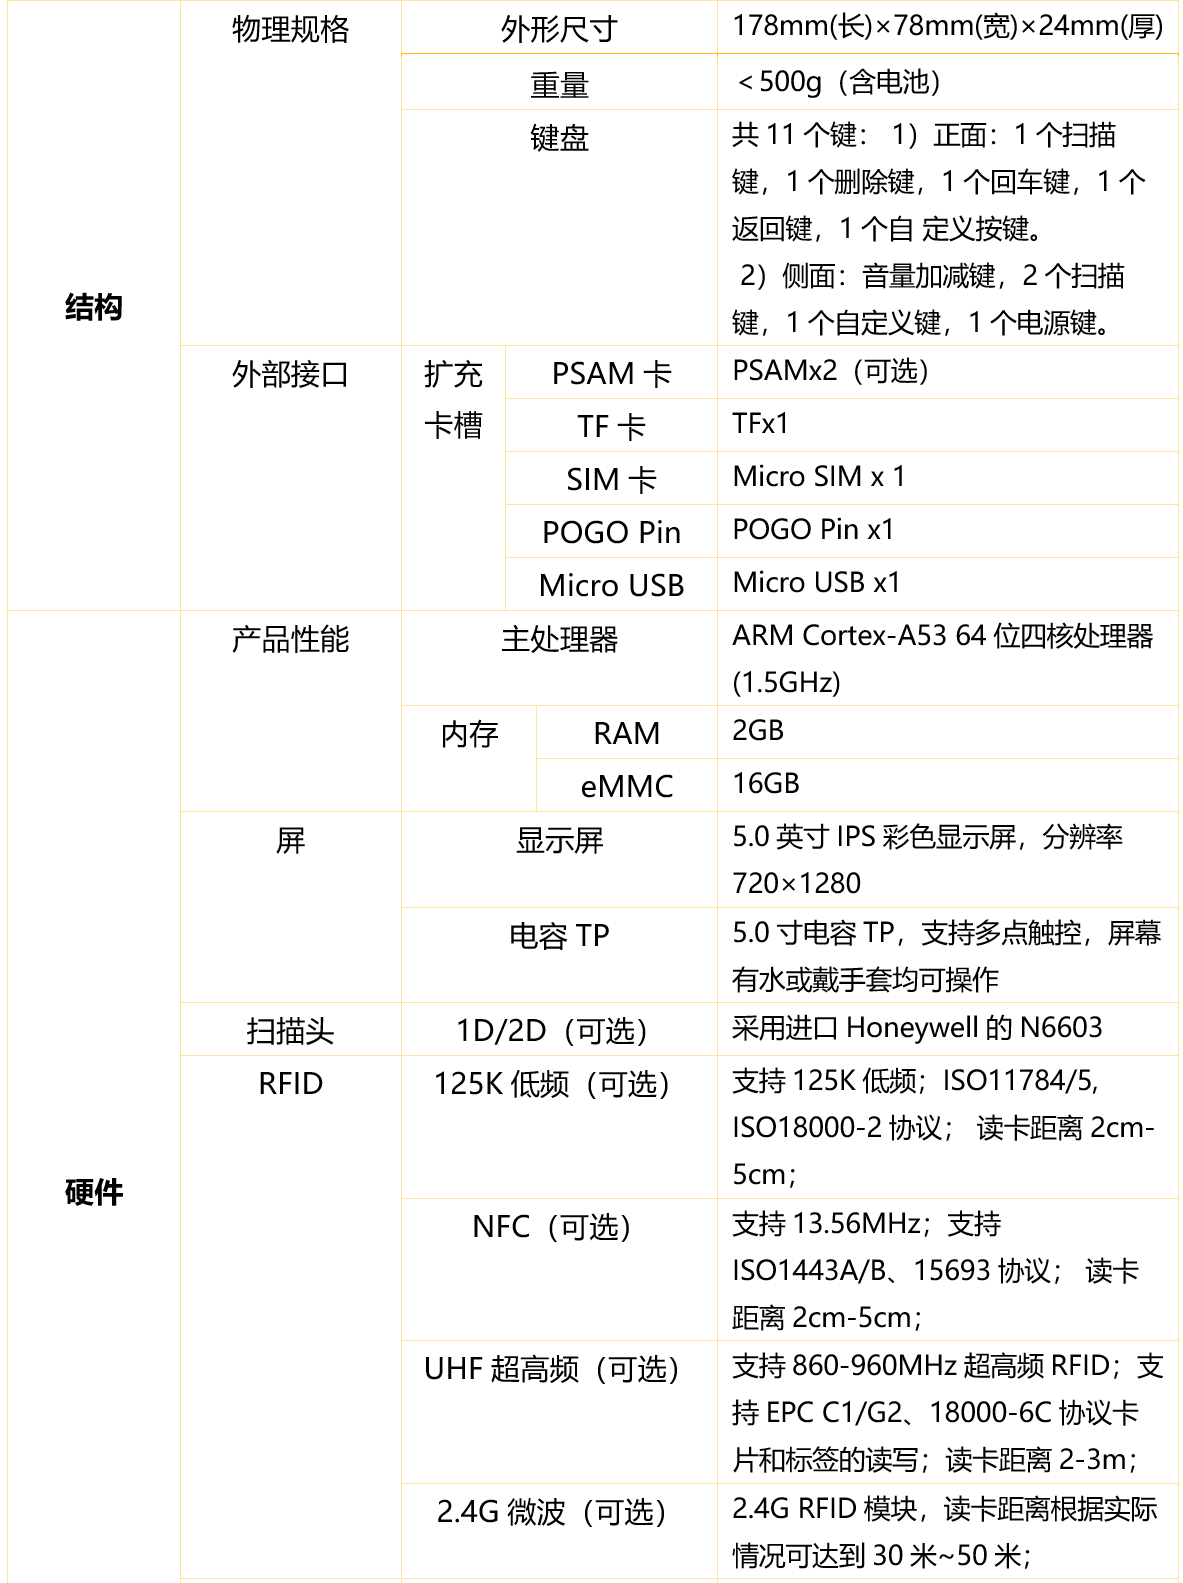 结构
物理规格
外形尺寸
178mm(长)×78mm(宽)×24mm(厚)
重量
＜500g（含电池）
键盘
共 11 个键： 1）正面：1 个扫描
键，1 个删除键，1 个回车键，1 个
返回键，1 个自 定义按键。
2）侧面：音量加减键，2 个扫描
键，1 个自定义键，1 个电源键。
外部接口
扩充
卡槽
PSAM 卡
PSAMx2（可选）
TF 卡
TFx1
SIM 卡
Micro SIM x 1
POGO Pin
POGO Pin x1
Micro USB
Micro USB x1
硬件
产品性能
主处理器
ARM Cortex-A53 64 位四核处理器
(1.5GHz)
内存
RAM
2GB
eMMC
16GB
屏
显示屏
5.0 英寸 IPS 彩色显示屏，分辨率
720×1280
电容 TP
5.0 寸电容 TP，支持多点触控，屏幕
有水或戴手套均可操作
扫描头
1D/2D（可选）
采用进口 Honeywell 的 N6603
RFID
125K 低频（可选）
支持 125K 低频；ISO11784/5,
ISO18000-2 协议； 读卡距离 2cm-
5cm；
NFC（可选）
支持 13.56MHz；支持
ISO1443A/B、15693 协议； 读卡
距离 2cm-5cm；
UHF 超高频（可选）
支持 860-960MHz 超高频 RFID；支
持 EPC C1/G2、18000-6C 协议卡
片和标签的读写；读卡距离 2-3m；
2.4G 微波（可选）
2.4G RFID 模块，读卡距离根据实际
情况可达到 30 米~50 米；